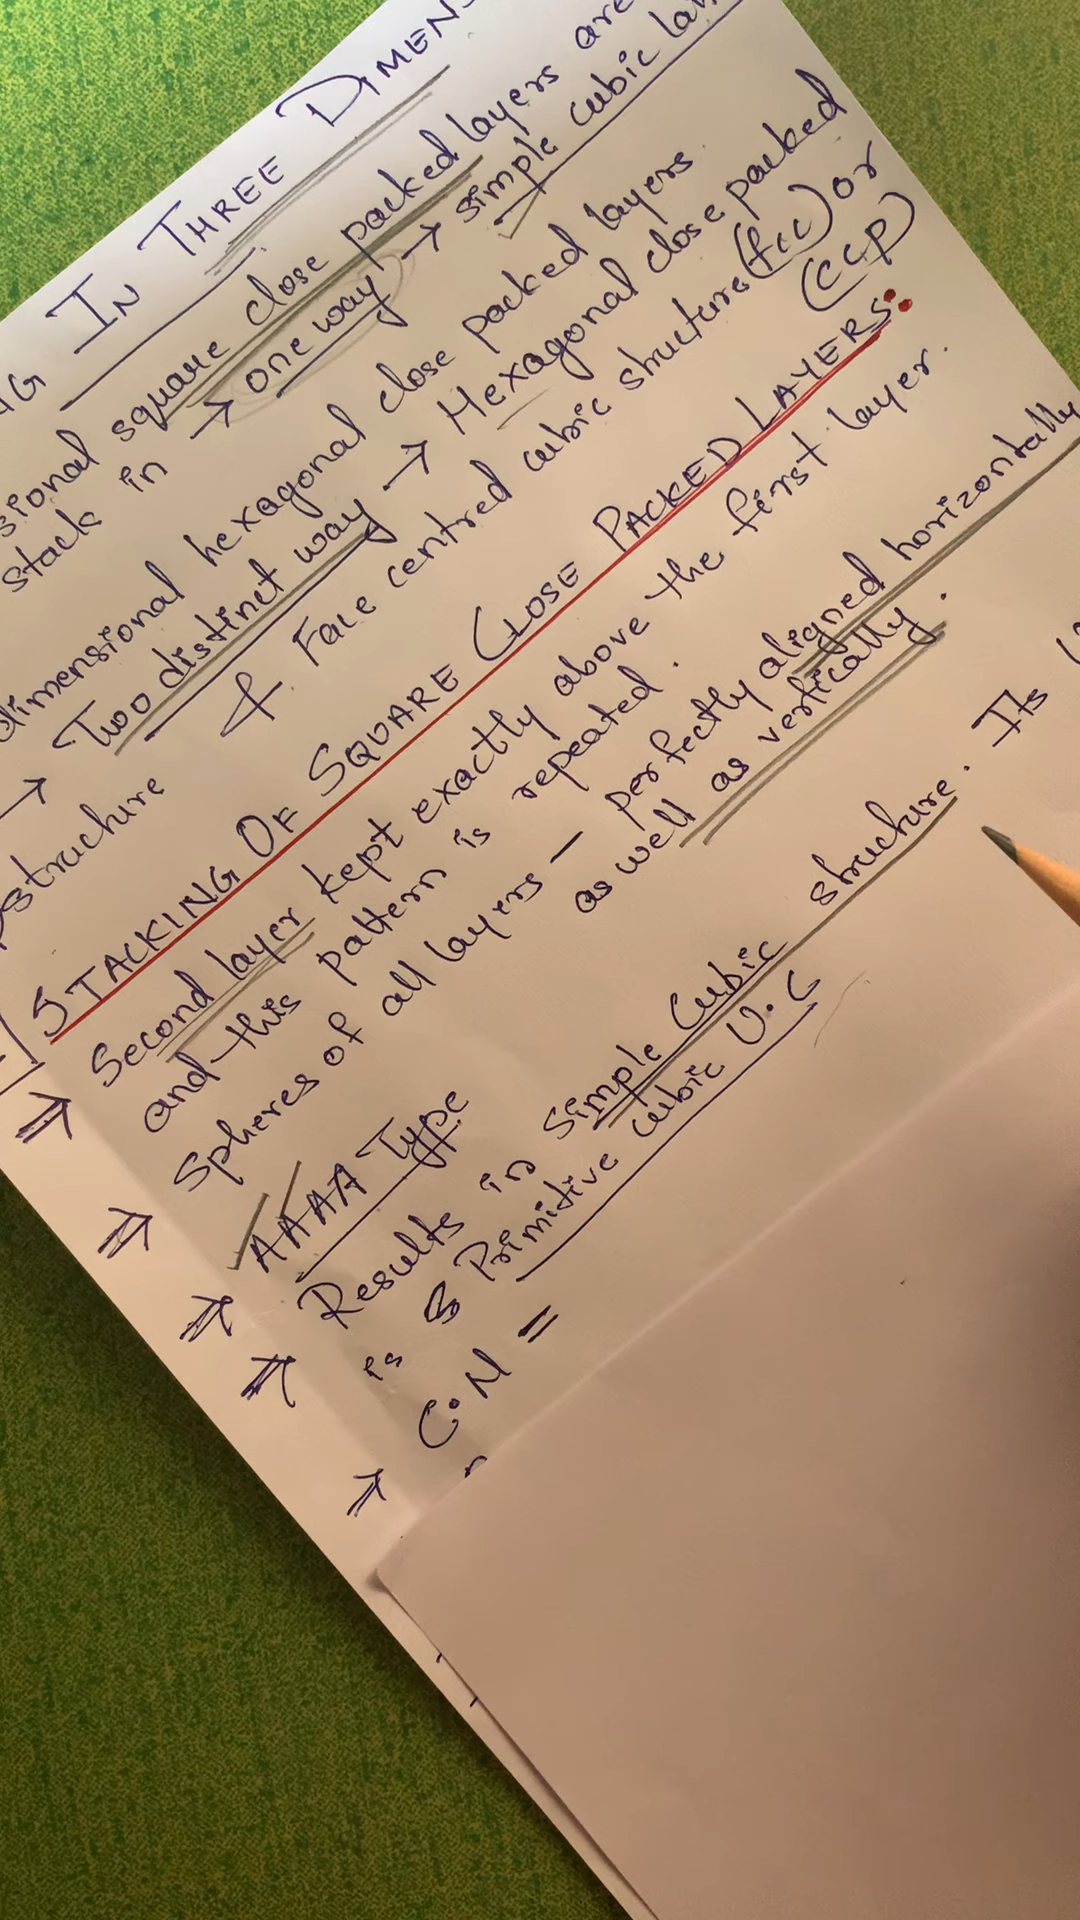 IN THREE DIMENS
square close packed layers are
stack in → one way → simple cubic
dimensional hexagonal close packed layers.
→ Two distinct way → Hexagonal close packed
structure & Face centred cubic structure (fcc) or
(CCP)
STACKING OF SQUARE CLOSE PACKED LAYERS:
⇒ Second layer kept exactly above the first layer.
and this pattern is repeated.
⇒ Spheres of all layers – perfectly aligned horizontally
as well as vertically.
⇒ AAAA Type
⇒ Results in simple cubic structure. Its
is Primitive cubic U.C
⇒ C.N =